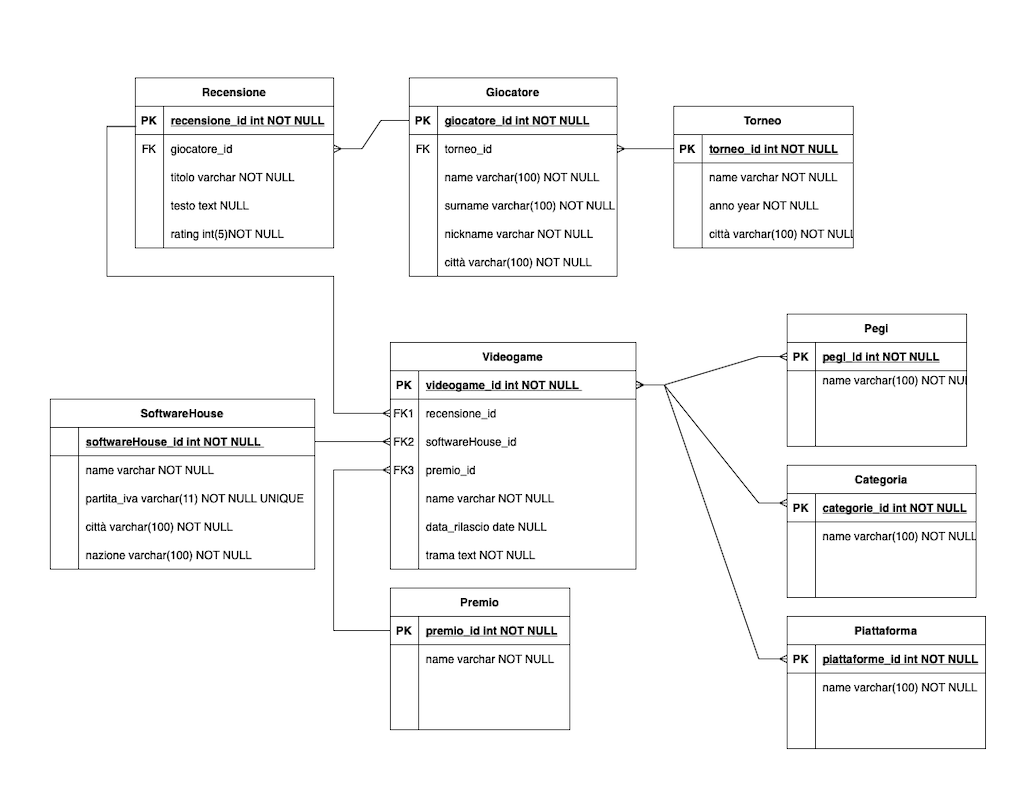 Recensione
PK recensione_id int NOT NULL
FK giocatore_id
titolo varchar NOT NULL
testo text NULL
rating int(5)NOT NULL
Giocatore
PK giocatore_id int NOT NULL
FK torneo_id
name varchar(100) NOT NULL
surname varchar(100) NOT NULL
nickname varchar NOT NULL
città varchar(100) NOT NULL
Torneo
PK torneo_id int NOT NULL
name varchar NOT NULL
anno year NOT NULL
città varchar(100) NOT NULL
Videogame
PK videogame_id int NOT NULL
FK1 recensione_id
FK2 softwareHouse_id
FK3 premio_id
name varchar NOT NULL
data_rilascio date NULL
trama text NOT NULL
SoftwareHouse
softwareHouse_id int NOT NULL
name varchar NOT NULL
partita_iva varchar(11) NOT NULL UNIQUE
città varchar(100) NOT NULL
nazione varchar(100) NOT NULL
Premio
PK premio_id int NOT NULL
name varchar NOT NULL
Pegi
PK pegi_id int NOT NULL
name varchar(100) NOT NUL
Categoria
PK categorie_id int NOT NULL
name varchar(100) NOT NULL
Piattaforma
PK piattaforme_id int NOT NULL
name varchar(100) NOT NULL